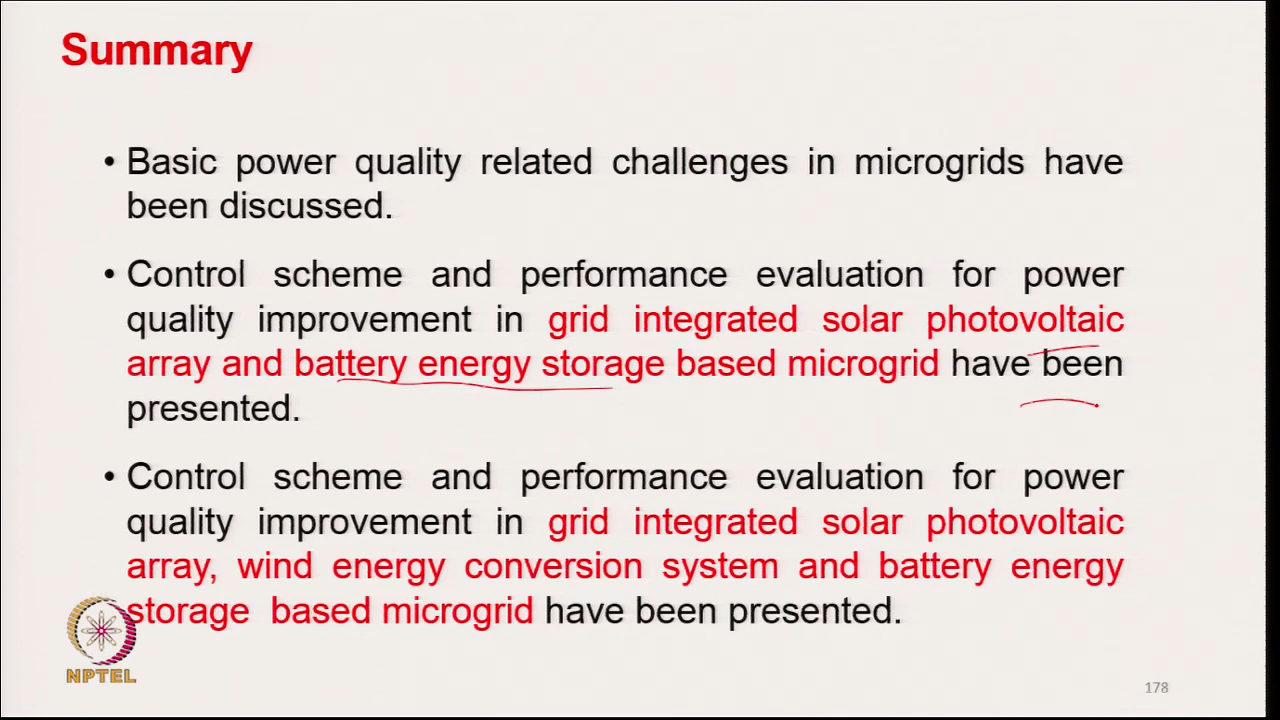 Summary
• Basic power quality related challenges in microgrids have
been discussed.
• Control scheme and performance evaluation for power
quality improvement in grid integrated solar photovoltaic
array and battery energy storage based microgrid have been
presented.
• Control scheme and performance evaluation for power
quality improvement in grid integrated solar photovoltaic
array, wind energy conversion system and battery energy
storage based microgrid have been presented.
NPTEL
178